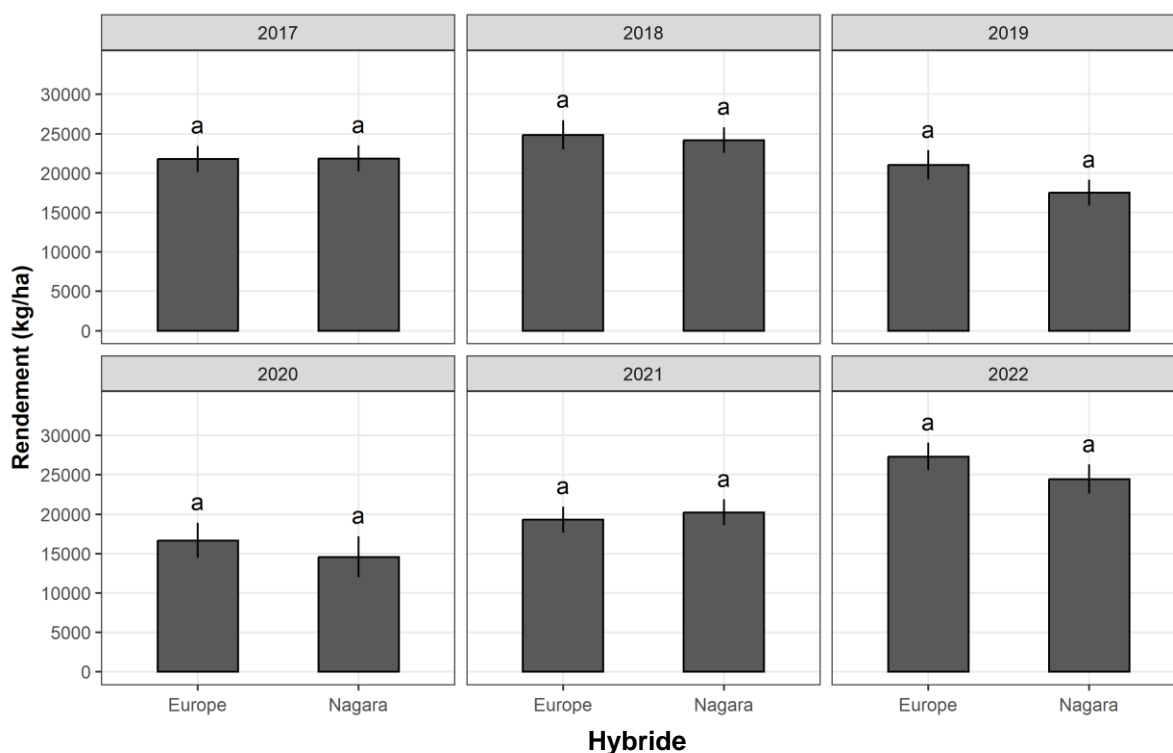 2017 2018 2019
a a a a a a
30000
25000
20000
15000
10000
5000
0
2020 2021 2022
a a a a a a
30000
25000
20000
15000
10000
5000
0
Rendement (kg/ha)
Europe Nagara Europe Nagara Europe Nagara
Hybride